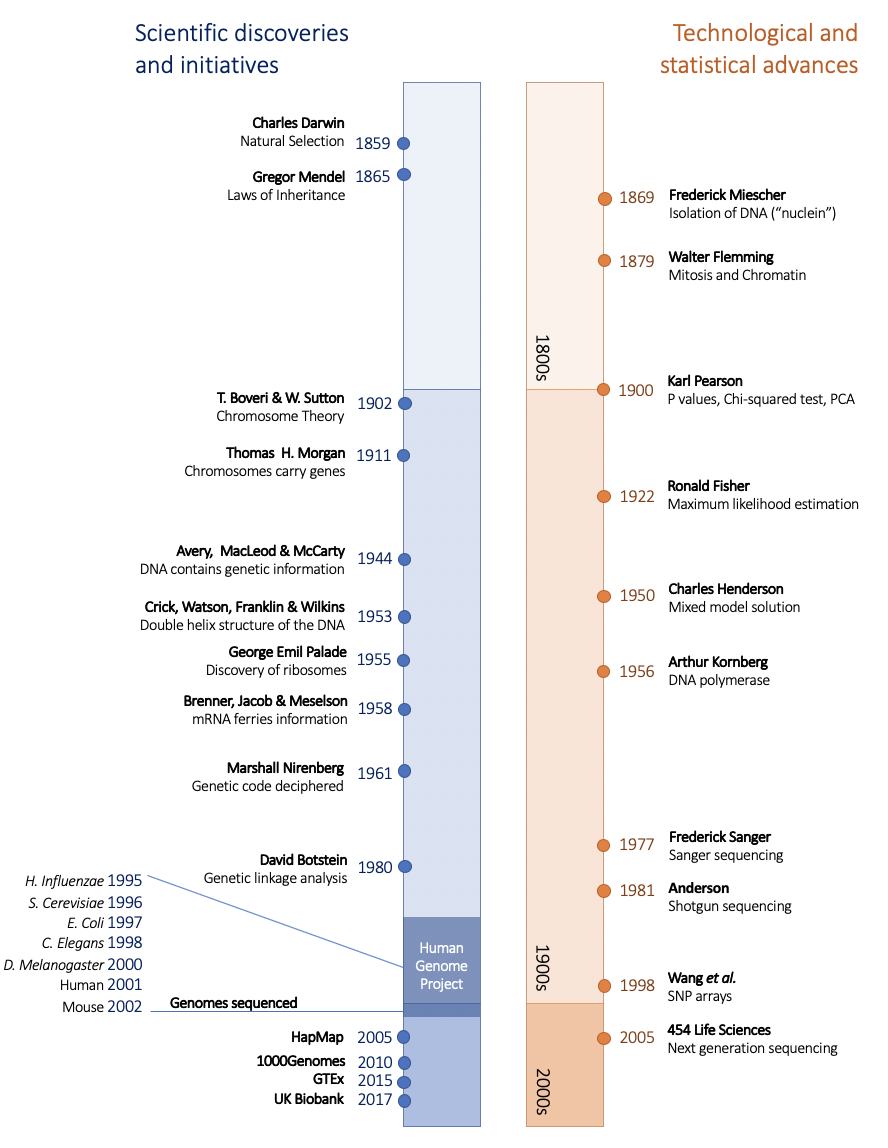 Scientific discoveries
and initiatives
Technological and
statistical advances
Charles Darwin
Natural Selection
1859
Gregor Mendel
Laws of Inheritance
1865
T. Boveri & W. Sutton
Chromosome Theory
1902
Thomas H. Morgan
Chromosomes carry genes
1911
Avery, MacLeod & McCarty
DNA contains genetic information
1944
Crick, Watson, Franklin & Wilkins
Double helix structure of the DNA
1953
George Emil Palade
Discovery of ribosomes
1955
Brenner, Jacob & Meselson
mRNA ferries information
1958
Marshall Nirenberg
Genetic code deciphered
1961
David Botstein
Genetic linkage analysis
1980
H. Influenzae 1995
S. Cerevisiae 1996
E. Coli 1997
C. Elegans 1998
D. Melanogaster 2000
Human 2001
Mouse 2002
Genomes sequenced
Human
Genome
Project
HapMap 2005
1000Genomes 2010
GTEx 2015
UK Biobank 2017
1800s
1900s
2000s
1869
Frederick Miescher
Isolation of DNA (“nuclein”)
1879
Walter Flemming
Mitosis and Chromatin
1900
Karl Pearson
P values, Chi-squared test, PCA
1922
Ronald Fisher
Maximum likelihood estimation
1950
Charles Henderson
Mixed model solution
1956
Arthur Kornberg
DNA polymerase
1977
Frederick Sanger
Sanger sequencing
1981
Anderson
Shotgun sequencing
1998
Wang et al.
SNP arrays
2005
454 Life Sciences
Next generation sequencing